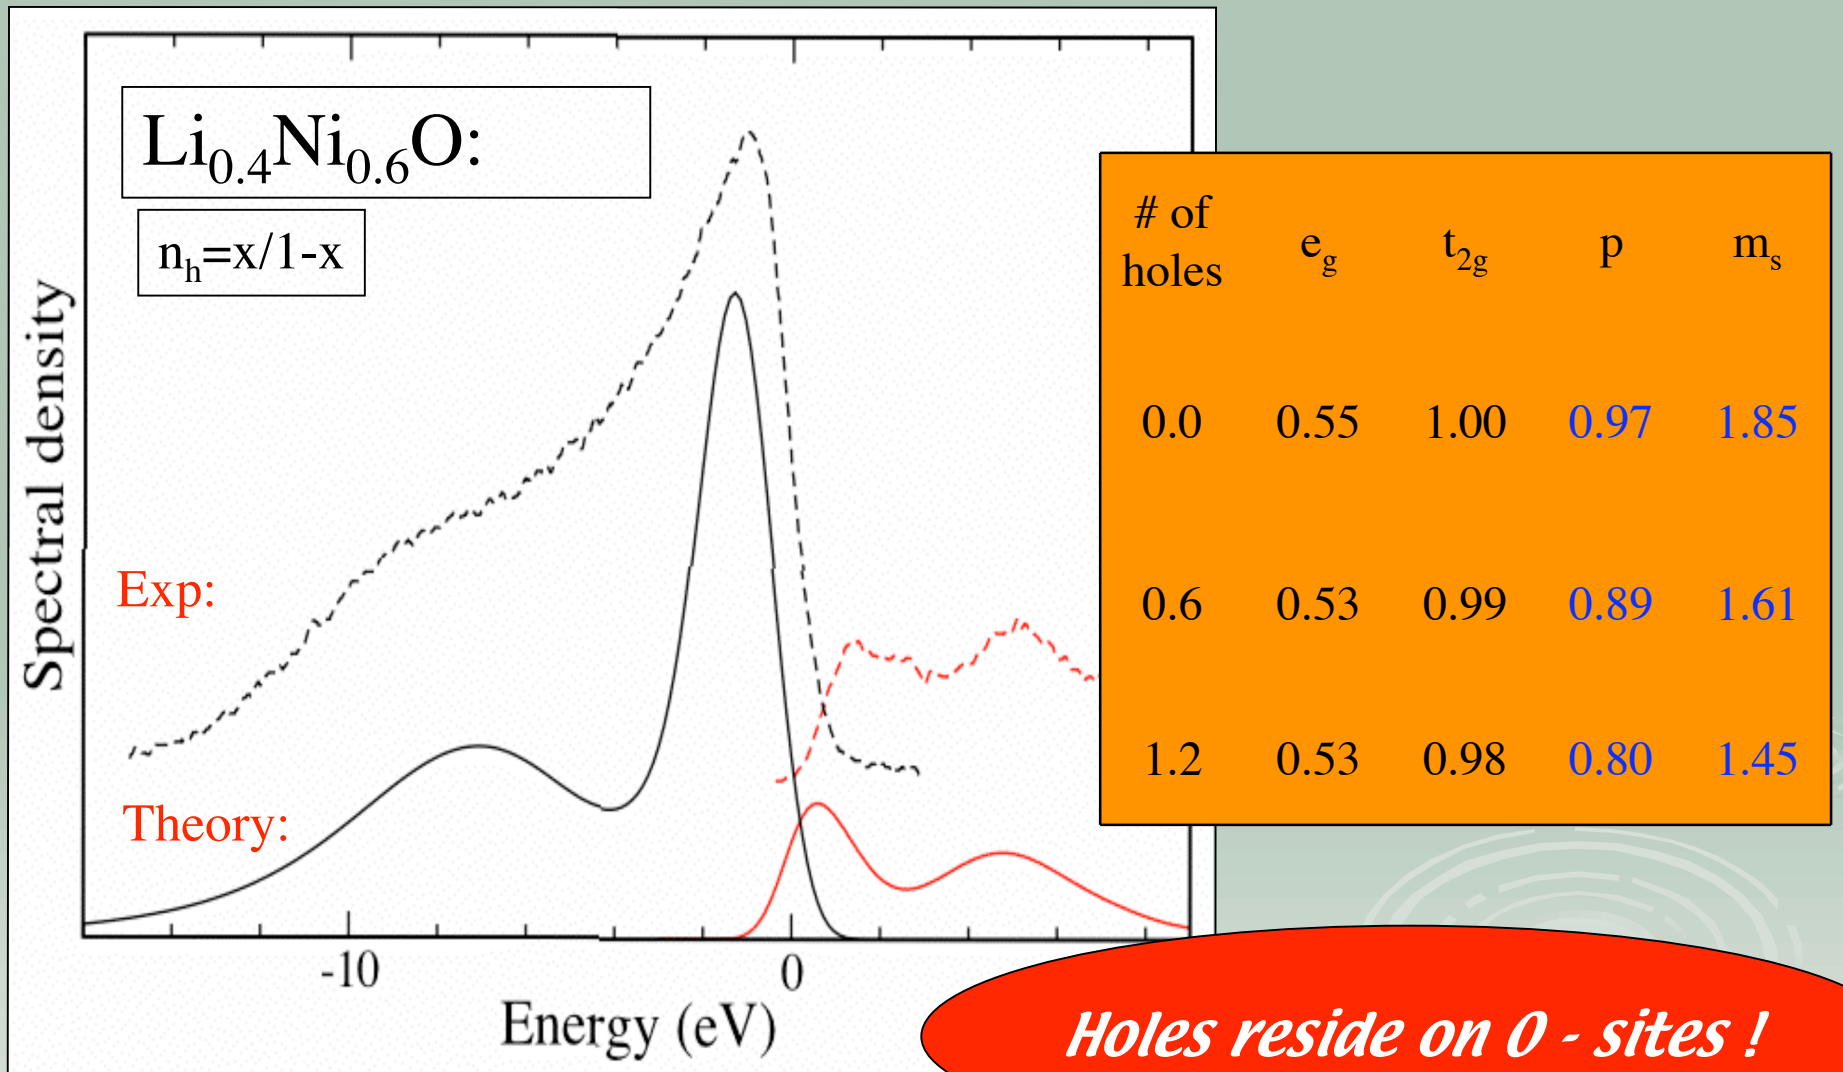 Li₀.₄Ni₀.₆O:
nₕ=x/1-x
Spectral density
Exp:
Theory:
-10 0
Energy (eV)
# of holes e_g t₂g p mₛ
0.0 0.55 1.00 0.97 1.85
0.6 0.53 0.99 0.89 1.61
1.2 0.53 0.98 0.80 1.45
Holes reside on O - sites !